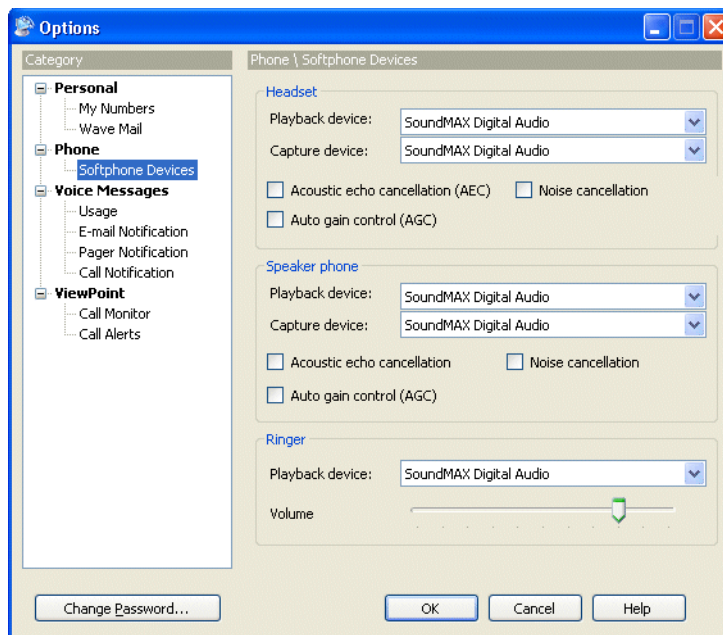 Options
Category
Personal
My Numbers
Wave Mail
Phone
Softphone Devices
Voice Messages
Usage
E-mail Notification
Pager Notification
Call Notification
ViewPoint
Call Monitor
Call Alerts
Phone \ Softphone Devices
Headset
Playback device: SoundMAX Digital Audio
Capture device: SoundMAX Digital Audio
Acoustic echo cancellation (AEC) Noise cancellation
Auto gain control (AGC)
Speaker phone
Playback device: SoundMAX Digital Audio
Capture device: SoundMAX Digital Audio
Acoustic echo cancellation Noise cancellation
Auto gain control (AGC)
Ringer
Playback device: SoundMAX Digital Audio
Volume
Change Password... OK Cancel Help